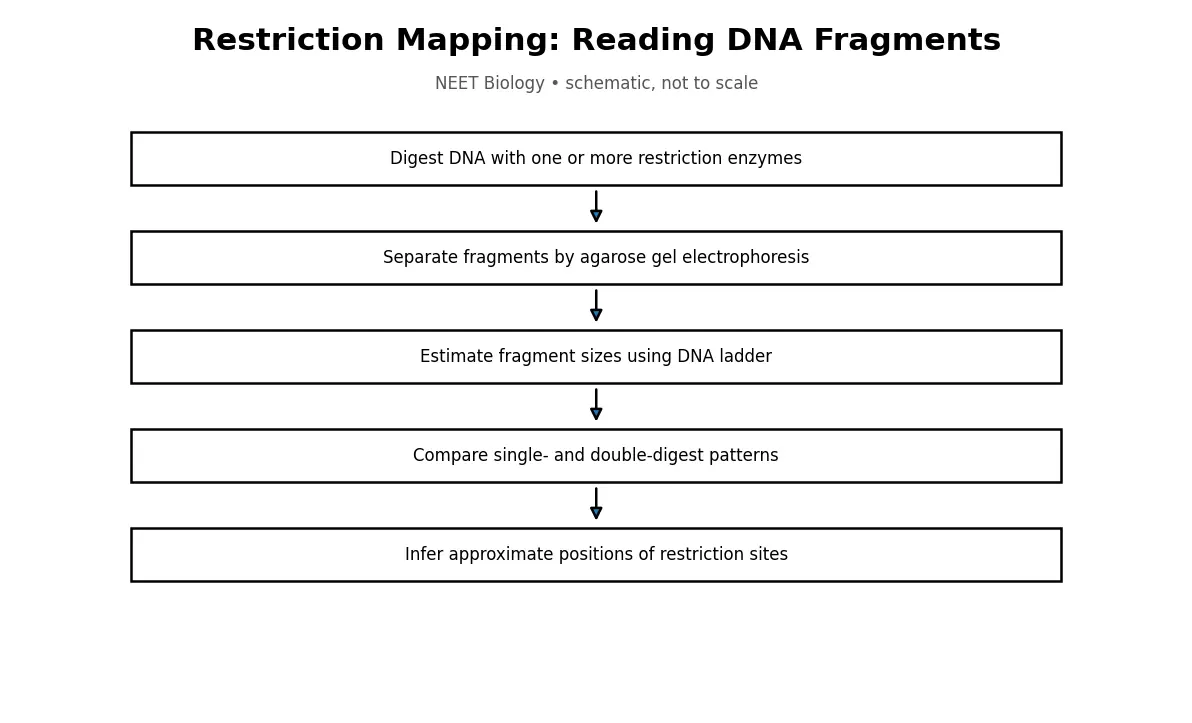 Restriction Mapping: Reading DNA Fragments
NEET Biology • schematic, not to scale
Digest DNA with one or more restriction enzymes
Separate fragments by agarose gel electrophoresis
Estimate fragment sizes using DNA ladder
Compare single- and double-digest patterns
Infer approximate positions of restriction sites